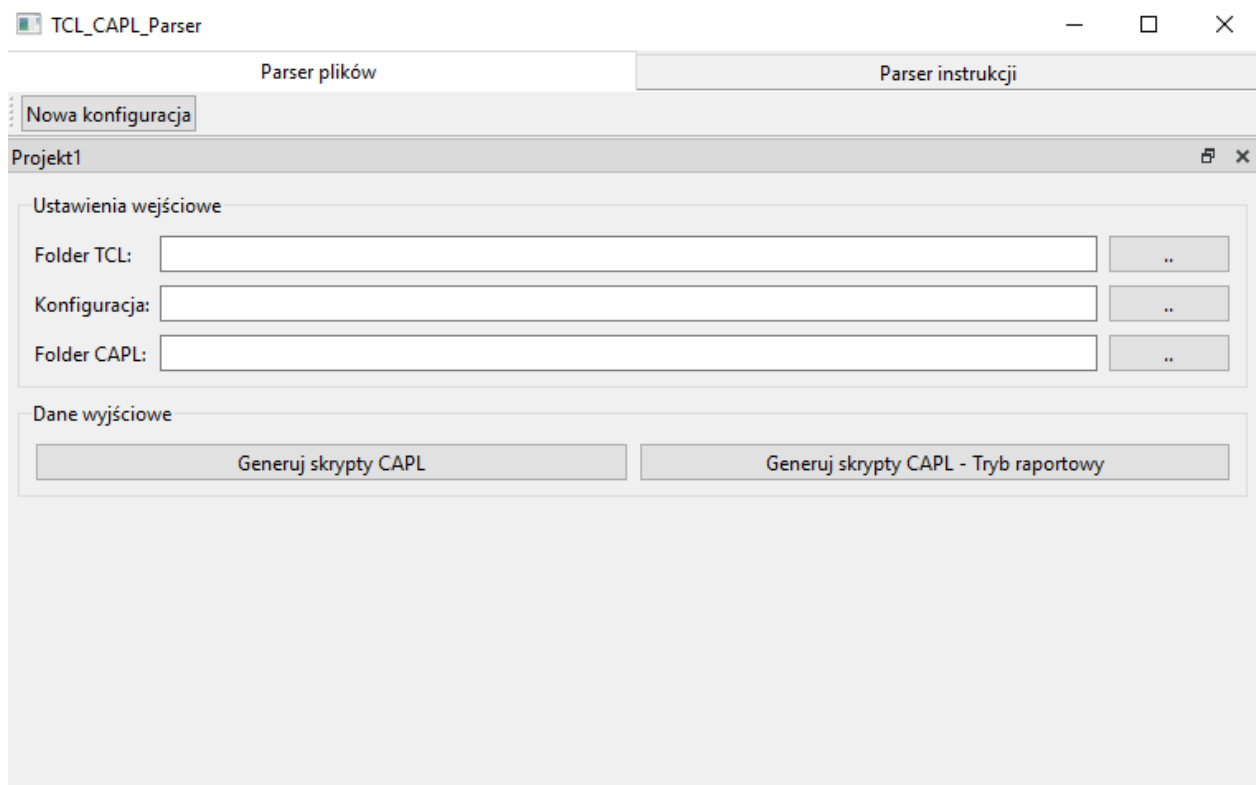 TCL_CAPL_Parser
Parser plików Parser instrukcji
Nowa konfiguracja
Projekt1
Ustawienia wejściowe
Folder TCL: ..
Konfiguracja: ..
Folder CAPL: ..
Dane wyjściowe
Generuj skrypty CAPL Generuj skrypty CAPL - Tryb raportowy